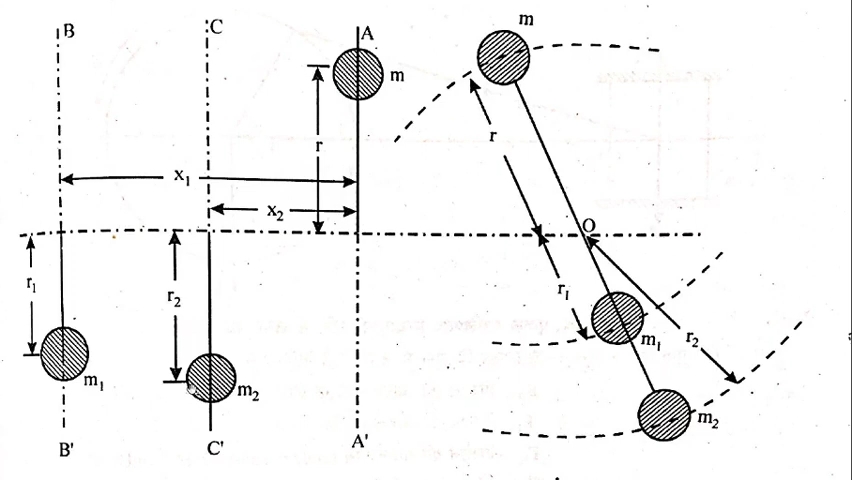 B
C
A
m
m
r
r
x₁
x₂
O
r₁
r₂
r₁
r₂
m₁
m₁
m₂
m₂
B'
C'
A'